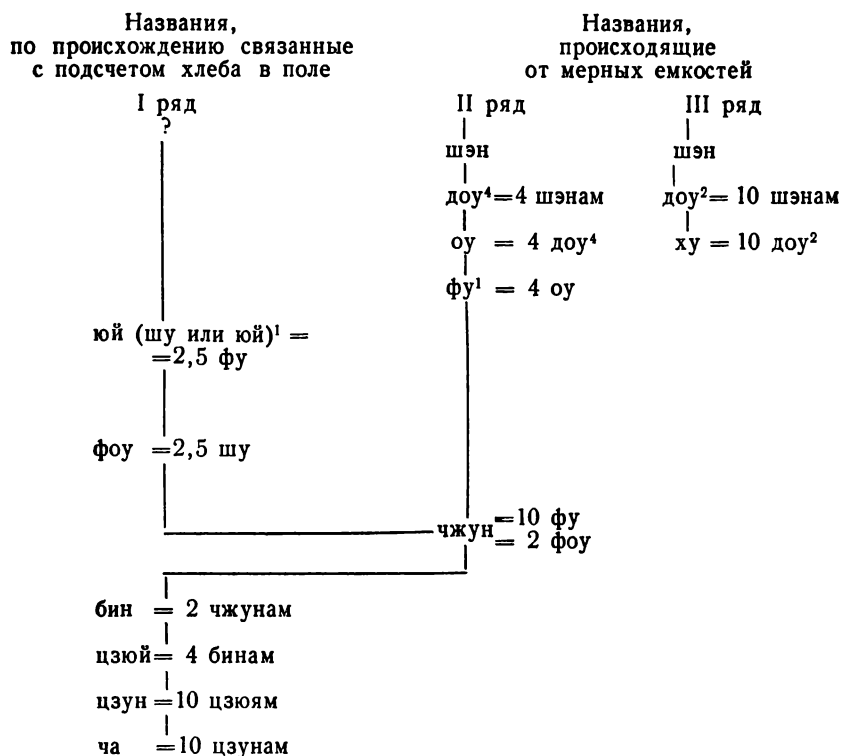 Названия,
по происхождению связанные
с подсчетом хлеба в поле
I ряд
?
юй (шу или юй)¹ =
=2,5 фу
фоу =2,5 шу
Названия,
происходящие
от мерных емкостей
II ряд
шэн
доу⁴=4 шэнам
оу = 4 доу⁴
фу¹ = 4 оу
III ряд
шэн
доу²= 10 шэнам
ху = 10 доу²
чжун=10 фу
= 2 фоу
бин = 2 чжунам
цзюй= 4 бинам
цзун =10 цзюям
ча =10 цзунам